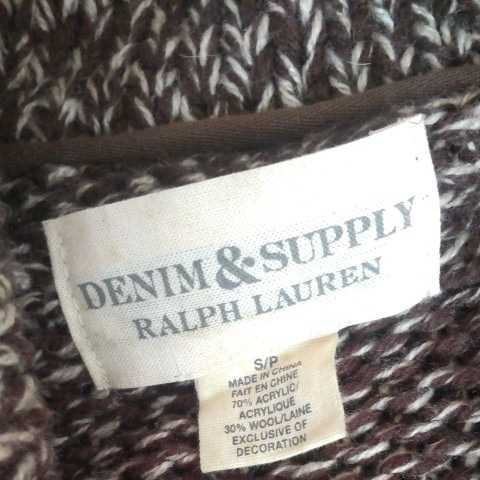 DENIM & SUPPLY
RALPH LAUREN
S/P
MADE IN CHINA
FAIT EN CHINE
70% ACRYLIC/
ACRYLIQUE
30% WOOL/LAINE
EXCLUSIVE OF
DECORATION